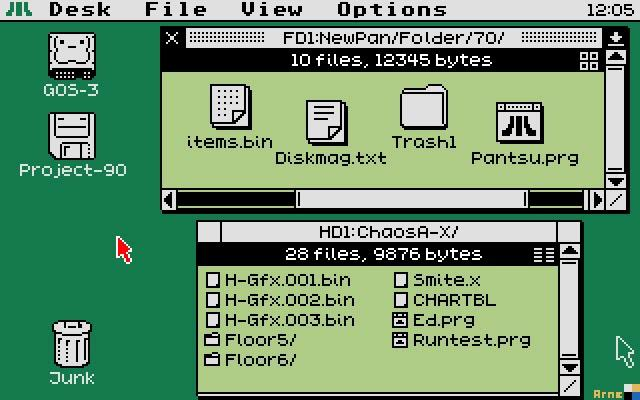 Desk File View Options 12:05
FD1:NewPan/Folder/70/
10 files, 12345 bytes
GOS-3
items.bin
Diskmag.txt
Trash1
Pantsu.prg
Project-90
HD1:ChaosA-X/
28 files, 9876 bytes
H-Gfx.001.bin
H-Gfx.002.bin
H-Gfx.003.bin
Floor5/
Floor6/
Smite.x
CHARTBL
Ed.prg
Runtest.prg
Junk
Arne